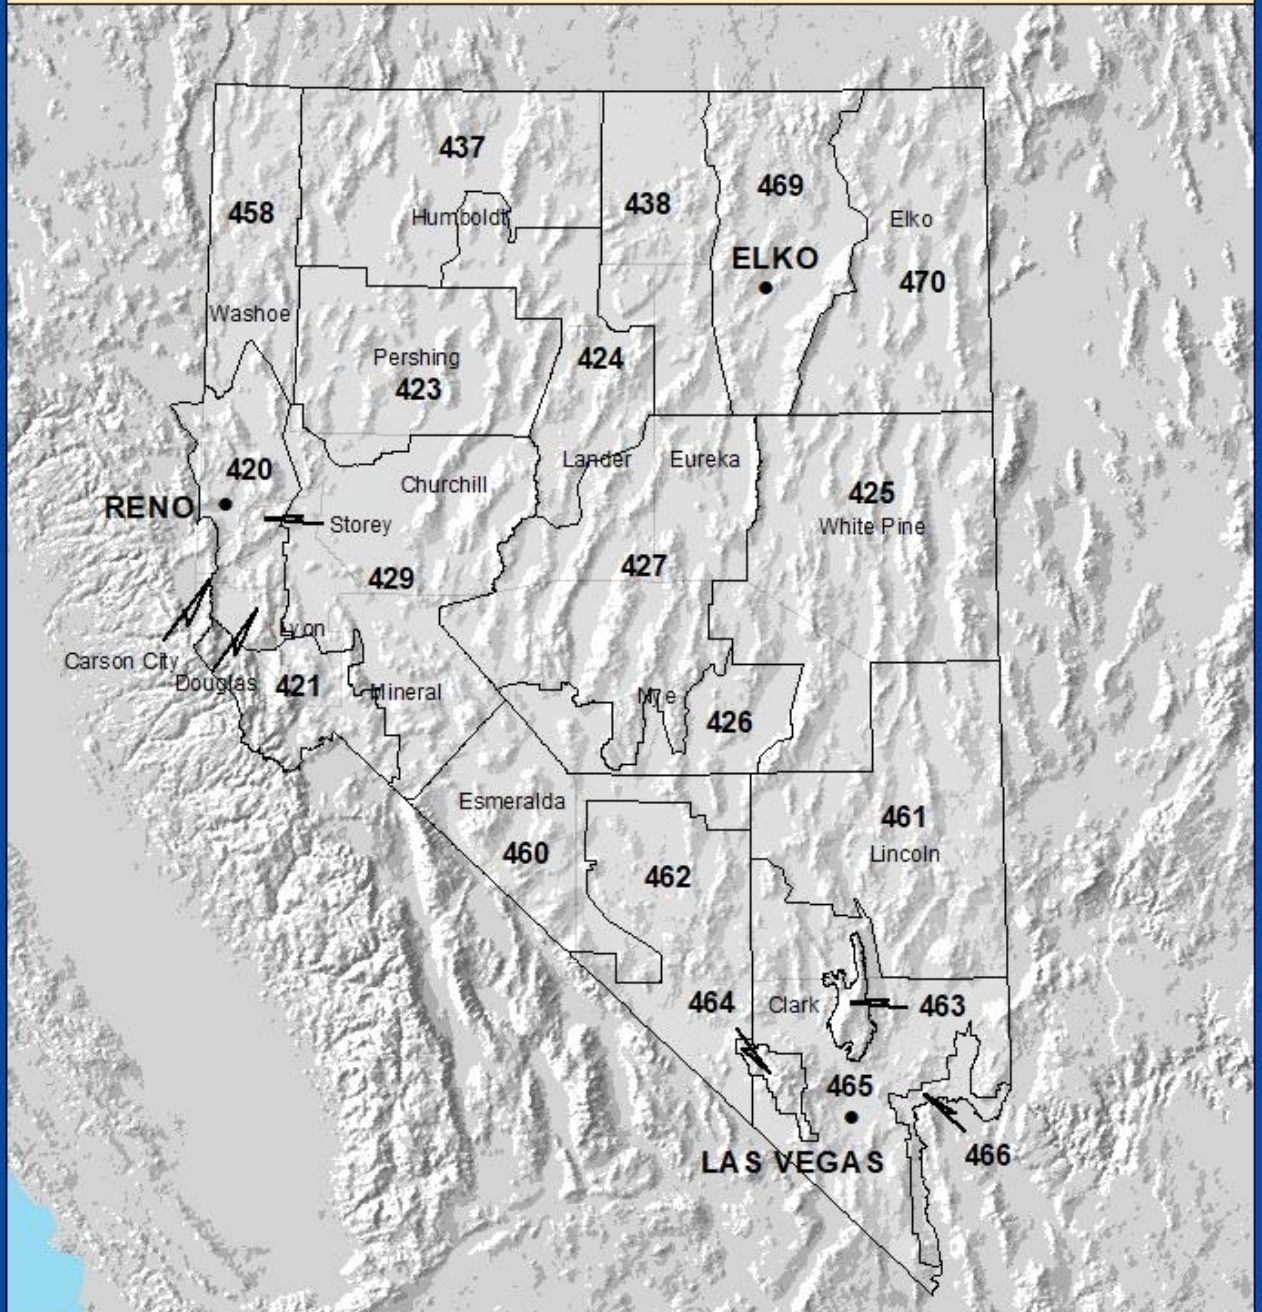 437
458
438
469
Humboldt
Elko
ELKO
470
Washoe
Pershing
423
424
420
Lander
Eureka
Churchill
425
RENO
Storey
White Pine
427
429
Lyon
Carson City
Douglas
421
Mineral
Nye
426
Esmeralda
461
460
Lincoln
462
464
Clark
463
465
LAS VEGAS
466